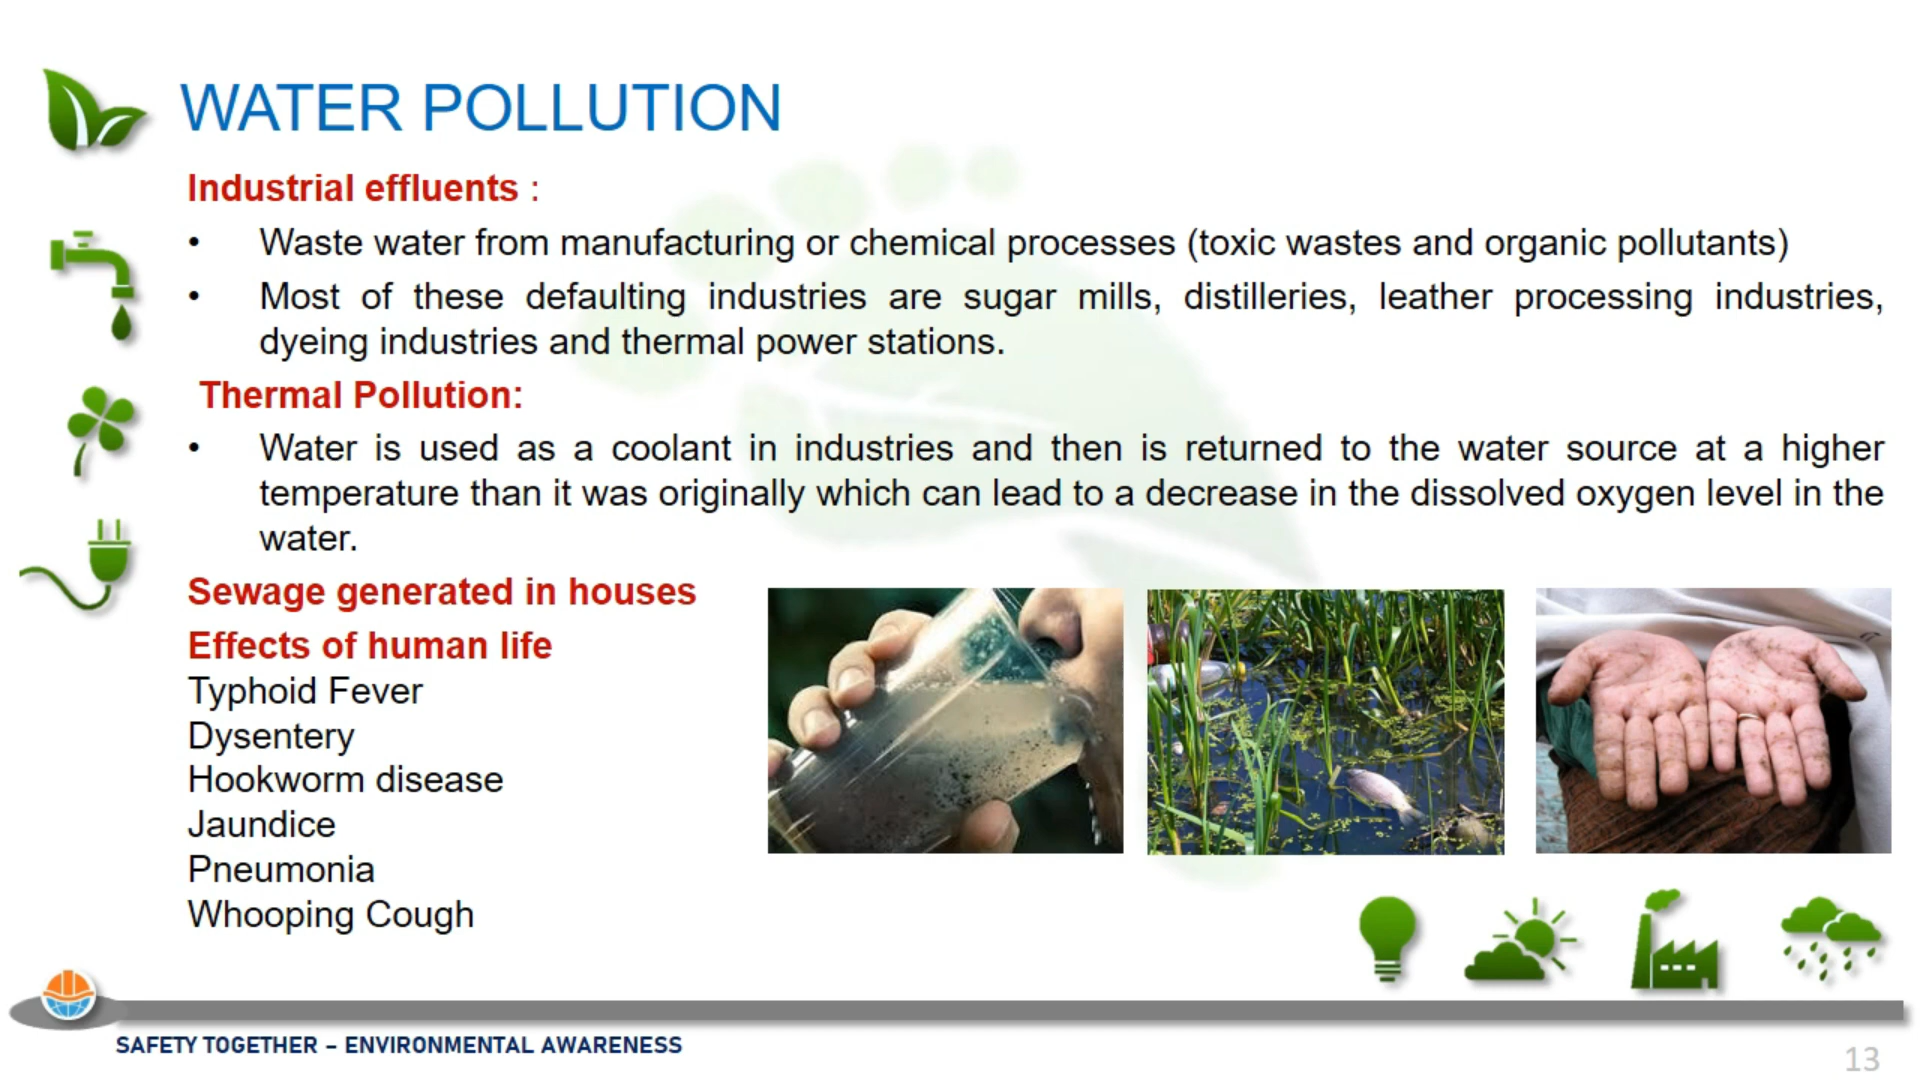 WATER POLLUTION
Industrial effluents :
• Waste water from manufacturing or chemical processes (toxic wastes and organic pollutants)
• Most of these defaulting industries are sugar mills, distilleries, leather processing industries,
dyeing industries and thermal power stations.
Thermal Pollution:
• Water is used as a coolant in industries and then is returned to the water source at a higher
temperature than it was originally which can lead to a decrease in the dissolved oxygen level in the
water.
Sewage generated in houses
Effects of human life
Typhoid Fever
Dysentery
Hookworm disease
Jaundice
Pneumonia
Whooping Cough
SAFETY TOGETHER – ENVIRONMENTAL AWARENESS
13